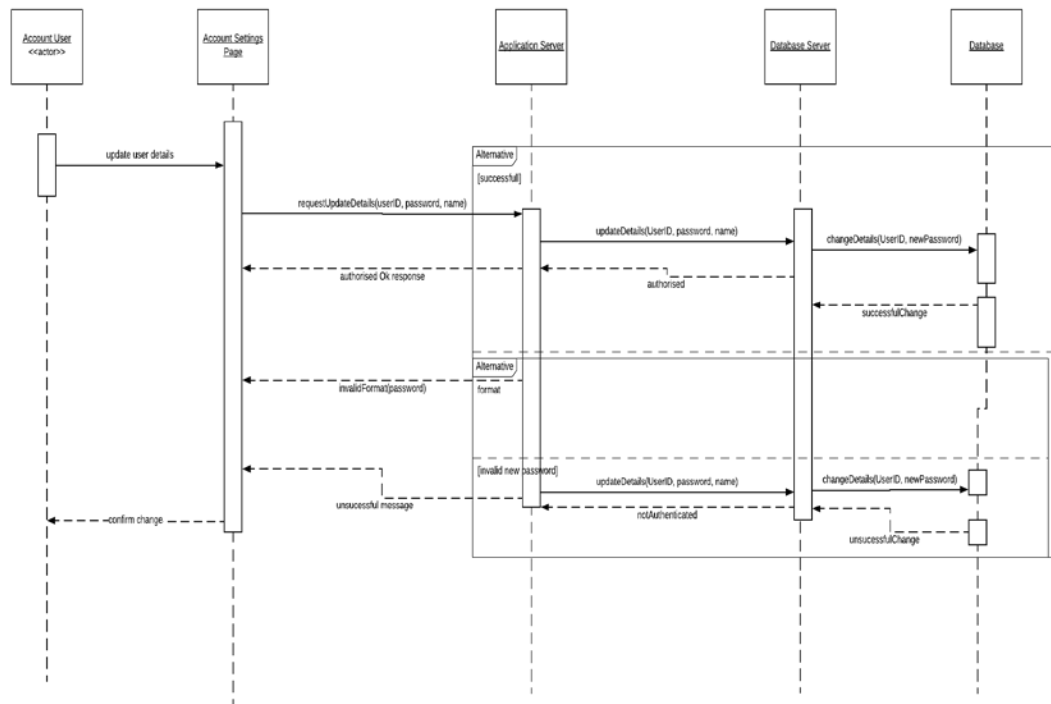 Account User
<<actor>>
Account Settings
Page
Application Server
Database Server
Database
update user details
Alternative
[successfull]
requestUpdateDetails(userID, password, name)
updateDetails(UserID, password, name)
changeDetails(UserID, newPassword)
authorised Ok response
authorised
successfulChange
Alternative
invalidFormat(password)
format
[invalid new password]
updateDetails(UserID, password, name)
changeDetails(UserID, newPassword)
unsucessful message
notAuthenticated
confirm change
unsucessfulChange